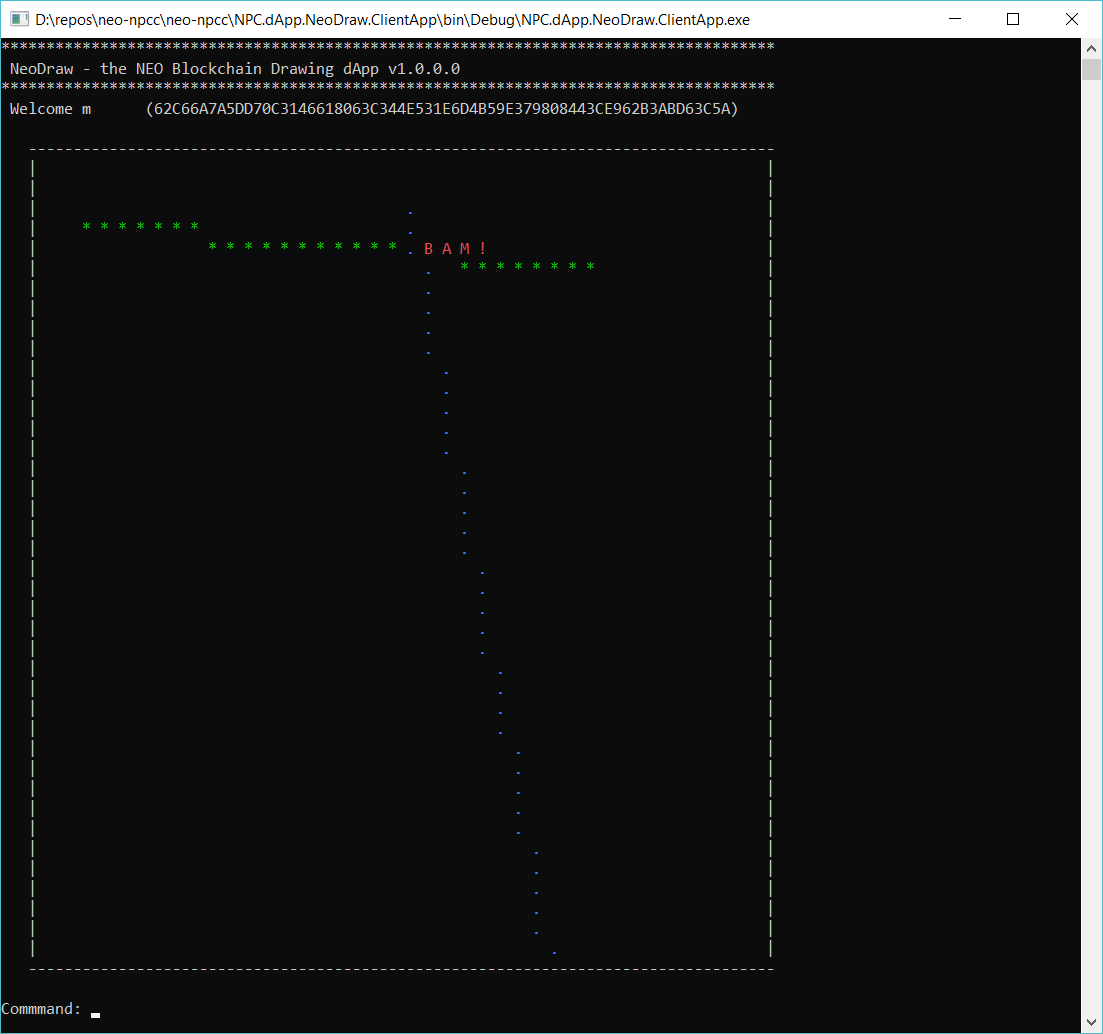 D:\repos\neo-npcc\neo-npcc\NPC.dApp.NeoDraw.ClientApp\bin\Debug\NPC.dApp.NeoDraw.ClientApp.exe
NeoDraw - the NEO Blockchain Drawing dApp v1.0.0.0
Welcome m (62C66A7A5DD70C3146618063C344E531E6D4B59E379808443CE962B3ABD63C5A)
B A M !
Commmand: